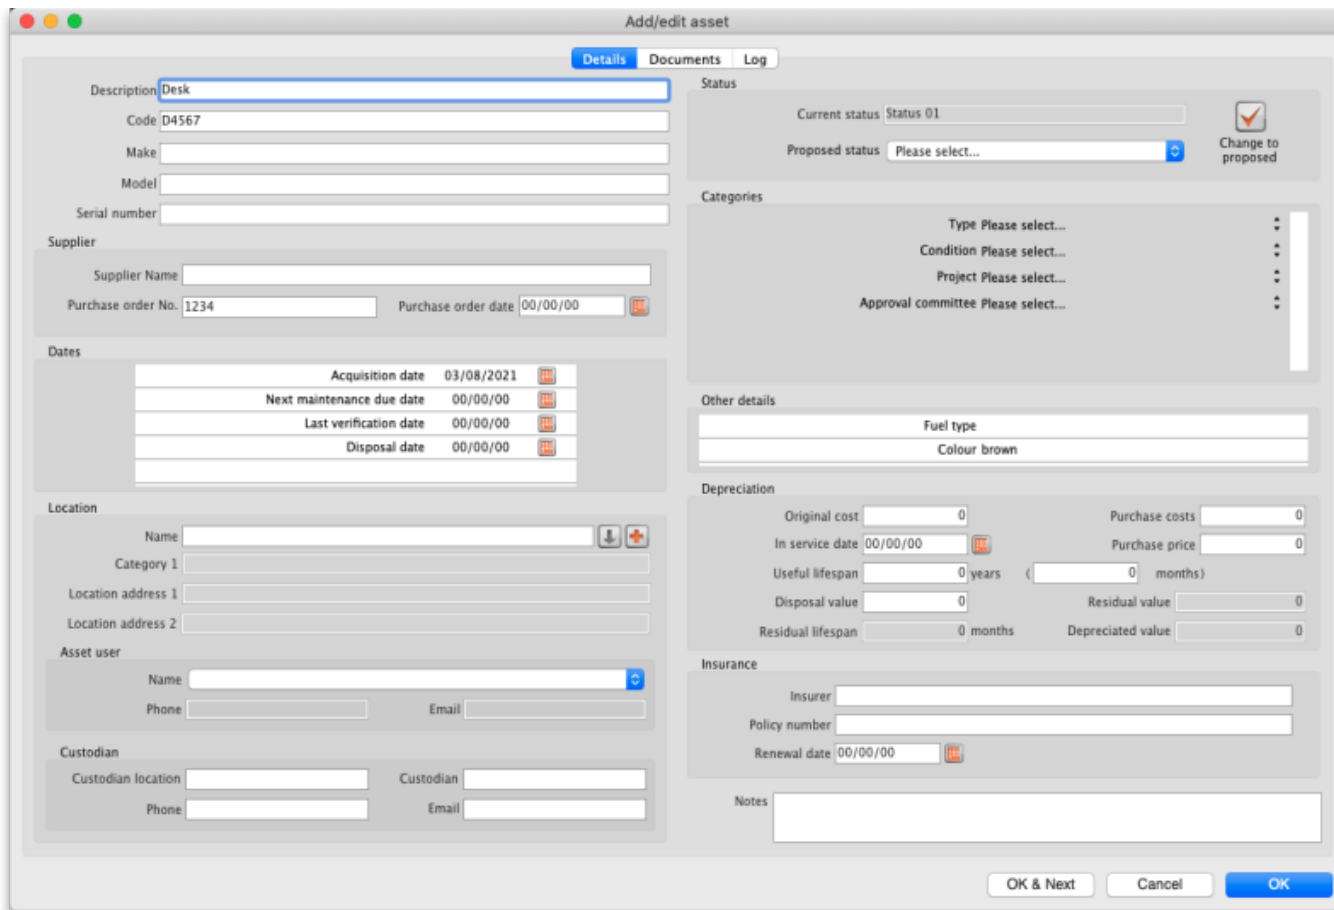 Add/edit asset
Details Documents Log
Description Desk
Code D4567
Make
Model
Serial number
Supplier
Supplier Name
Purchase order No. 1234 Purchase order date 00/00/00
Dates
Acquisition date 03/08/2021
Next maintenance due date 00/00/00
Last verification date 00/00/00
Disposal date 00/00/00
Location
Name
Category 1
Location address 1
Location address 2
Asset user
Name
Phone Email
Custodian
Custodian location Custodian
Phone Email
Status
Current status Status 01
Proposed status Please select...
Change to
proposed
Categories
Type Please select...
Condition Please select...
Project Please select...
Approval committee Please select...
Other details
Fuel type
Colour brown
Depreciation
Original cost 0 Purchase costs 0
In service date 00/00/00 Purchase price 0
Useful lifespan 0 years ( 0 months)
Disposal value 0 Residual value 0
Residual lifespan 0 months Depreciated value 0
Insurance
Insurer
Policy number
Renewal date 00/00/00
Notes
OK & Next Cancel OK